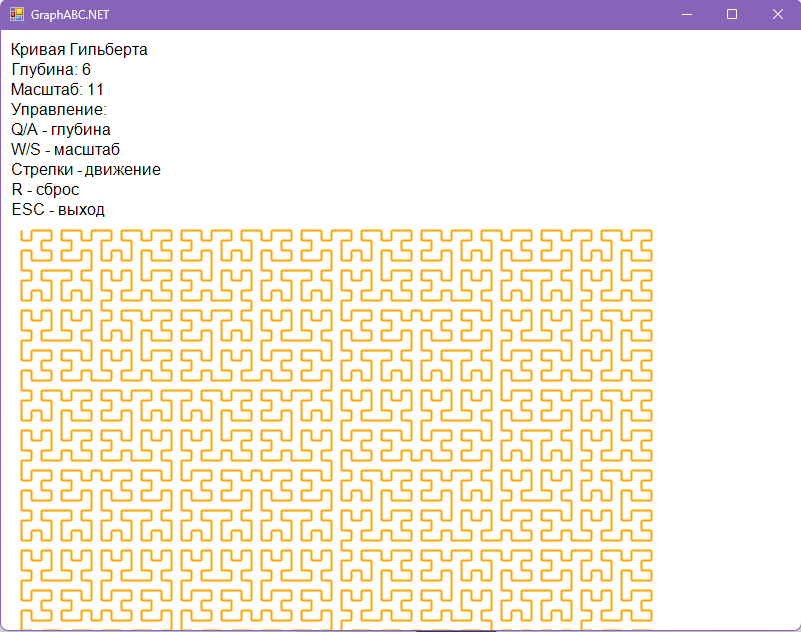 GraphABC.NET
Кривая Гильберта
Глубина: 6
Масштаб: 11
Управление:
Q/A - глубина
W/S - масштаб
Стрелки - движение
R - сброс
ESC - выход